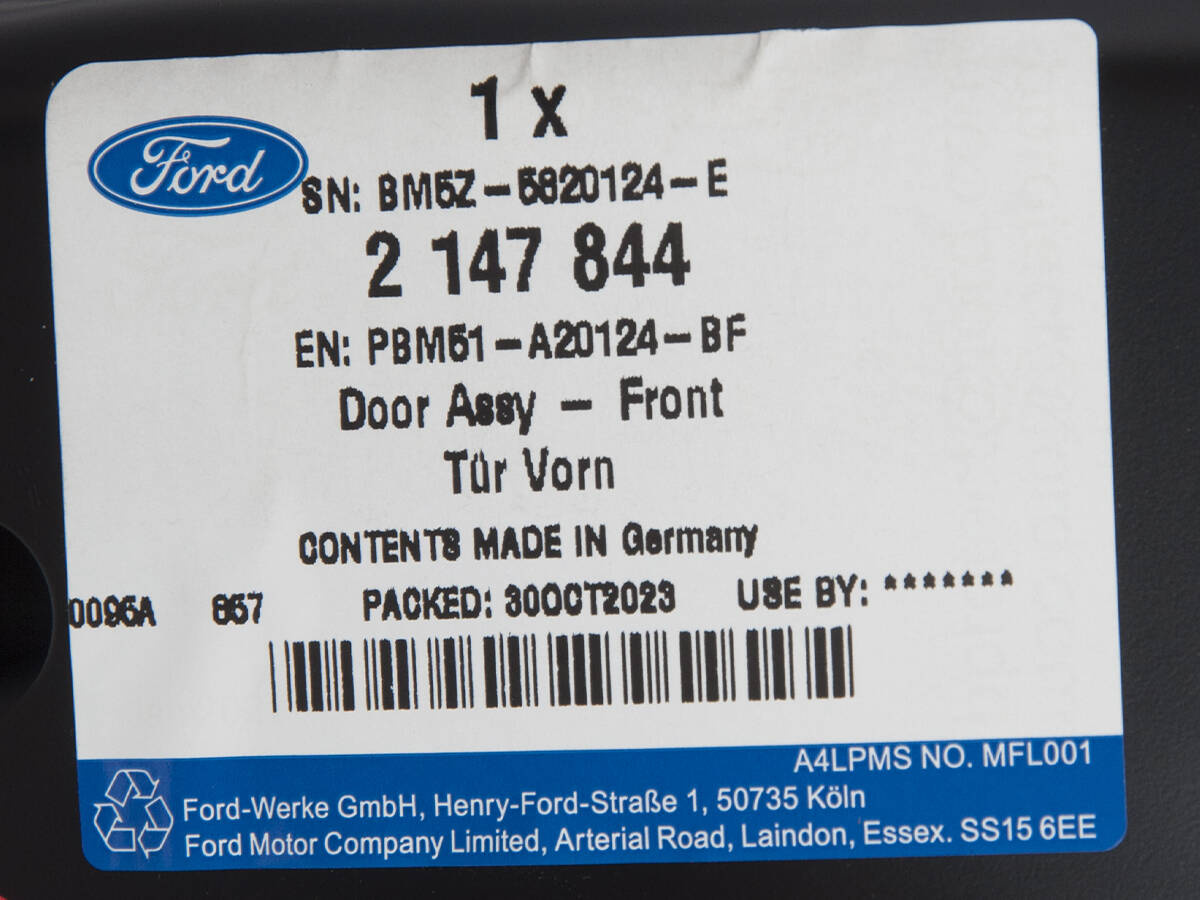 1 x
Ford
SN: BM5Z-5820124-E
2 147 844
EN: PBM51-A20124-BF
Door Assy - Front
Tür Vorn
CONTENTS MADE IN Germany
0095A 857 PACKED: 30OCT2023 USE BY: *******
A4LPMS NO. MFL001
Ford-Werke GmbH, Henry-Ford-Straße 1, 50735 Köln
Ford Motor Company Limited, Arterial Road, Laindon, Essex. SS15 6EE